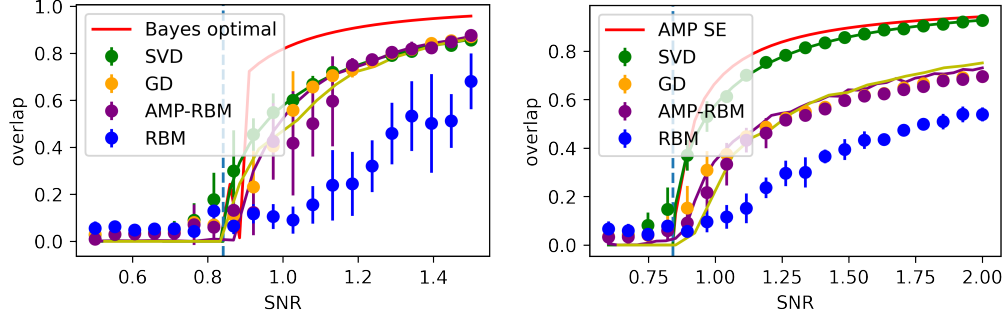 1.0
0.8
0.6
0.4
0.2
0.0
overlap
Bayes optimal
SVD
GD
AMP-RBM
RBM
0.6
0.8
1.0
1.2
1.4
SNR
0.8
0.6
0.4
0.2
0.0
overlap
AMP SE
SVD
GD
AMP-RBM
RBM
0.75
1.00
1.25
1.50
1.75
2.00
SNR